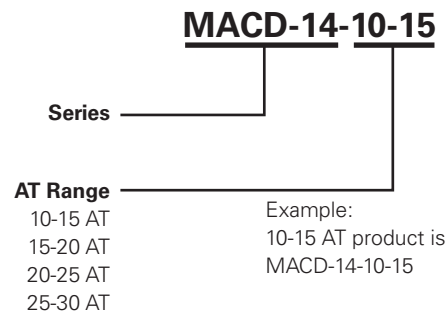 MACD-14-10-15
Series
AT Range
10-15 AT
15-20 AT
20-25 AT
25-30 AT
Example:
10-15 AT product is
MACD-14-10-15